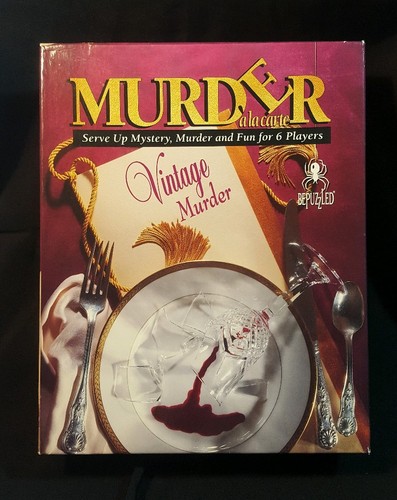 MURDER
à la carte
Serve Up Mystery, Murder and Fun for 6 Players
Vintage
Murder
BEPUZZLED